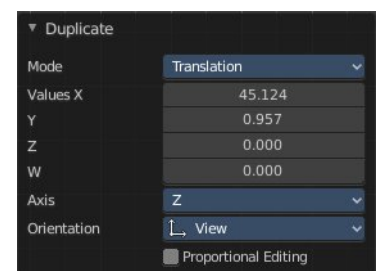 Duplicate
Mode Translation
Values X 45.124
Y 0.957
Z 0.000
W 0.000
Axis Z
Orientation View
Proportional Editing